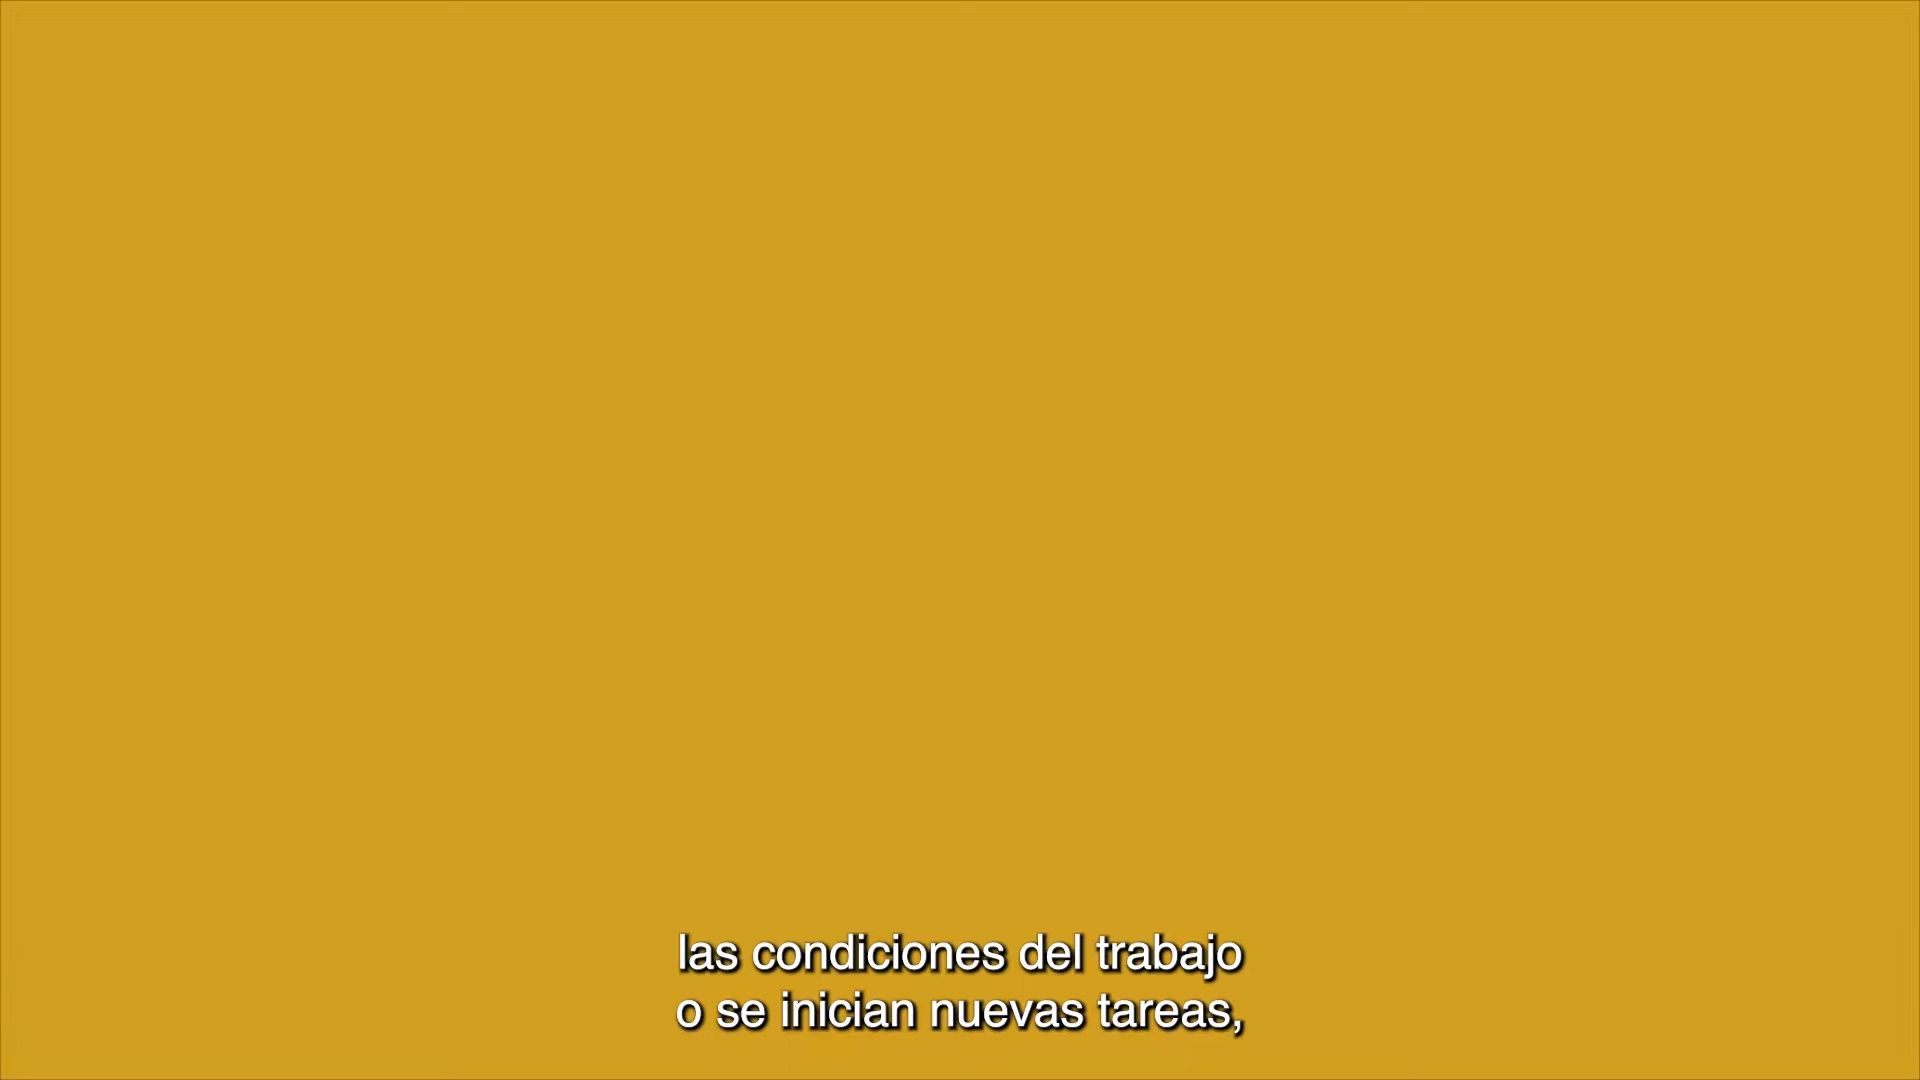 las condiciones del trabajo
o se inician nuevas tareas,